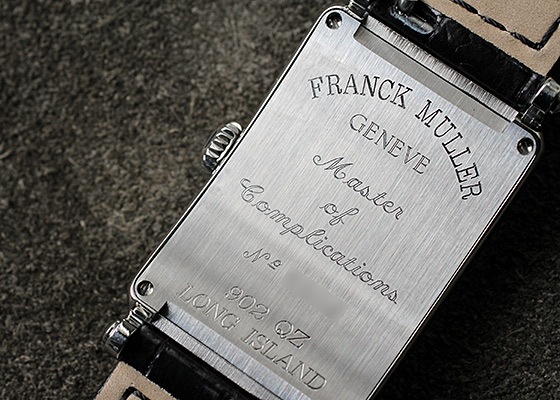 FRANCK MULLER
GENEVE
Master
of
Complications
Nº
902 QZ
LONG ISLAND